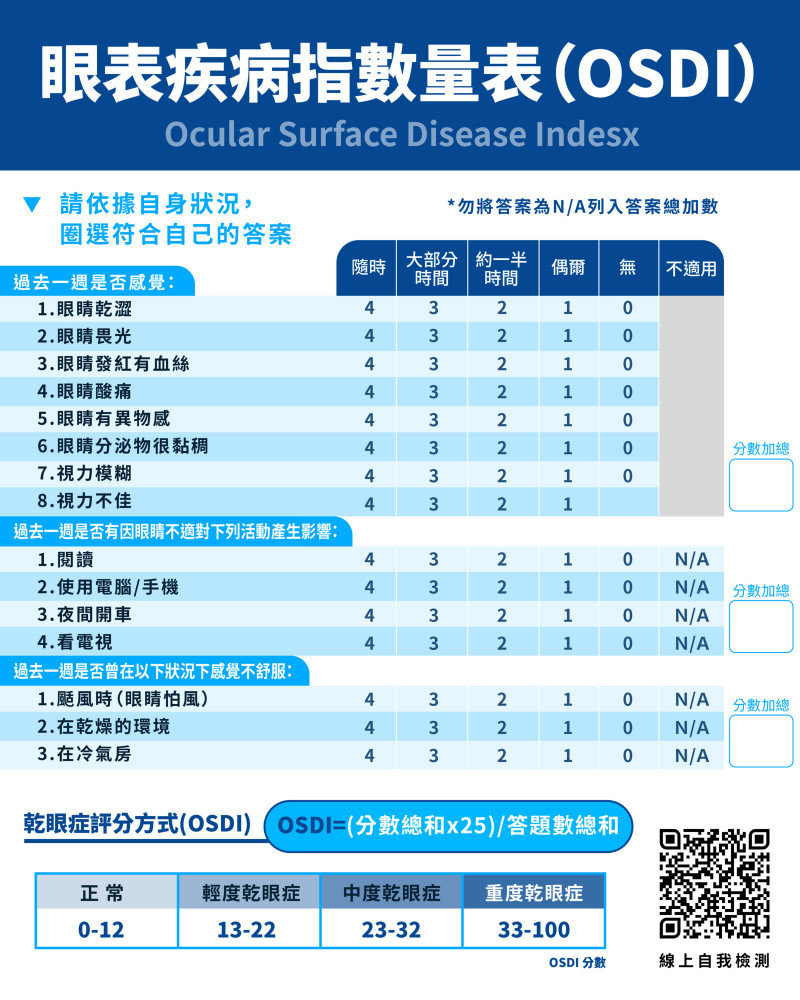 眼表疾病指數量表(OSDI)
Ocular Surface Disease Indesx
▼ 請依據自身狀況，
圈選符合自己的答案
*勿將答案為N/A列入答案總加數
過去一週是否感覺： 隨時 大部分時間 約一半時間 偶爾 無 不適用
1.眼睛乾澀 4 3 2 1 0
2.眼睛畏光 4 3 2 1 0
3.眼睛發紅有血絲 4 3 2 1 0
4.眼睛酸痛 4 3 2 1 0
5.眼睛有異物感 4 3 2 1 0
6.眼睛分泌物很黏稠 4 3 2 1 0
7.視力模糊 4 3 2 1 0
8.視力不佳 4 3 2 1
分數加總
過去一週是否有因眼睛不適對下列活動產生影響：
1.閱讀 4 3 2 1 0 N/A
2.使用電腦/手機 4 3 2 1 0 N/A
3.夜間開車 4 3 2 1 0 N/A
4.看電視 4 3 2 1 0 N/A
分數加總
過去一週是否曾在以下狀況下感覺不舒服：
1.颳風時(眼睛怕風) 4 3 2 1 0 N/A
2.在乾燥的環境 4 3 2 1 0 N/A
3.在冷氣房 4 3 2 1 0 N/A
分數加總
乾眼症評分方式(OSDI) OSDI=(分數總和x25)/答題數總和
正常 輕度乾眼症 中度乾眼症 重度乾眼症
0-12 13-22 23-32 33-100
OSDI 分數
線上自我檢測